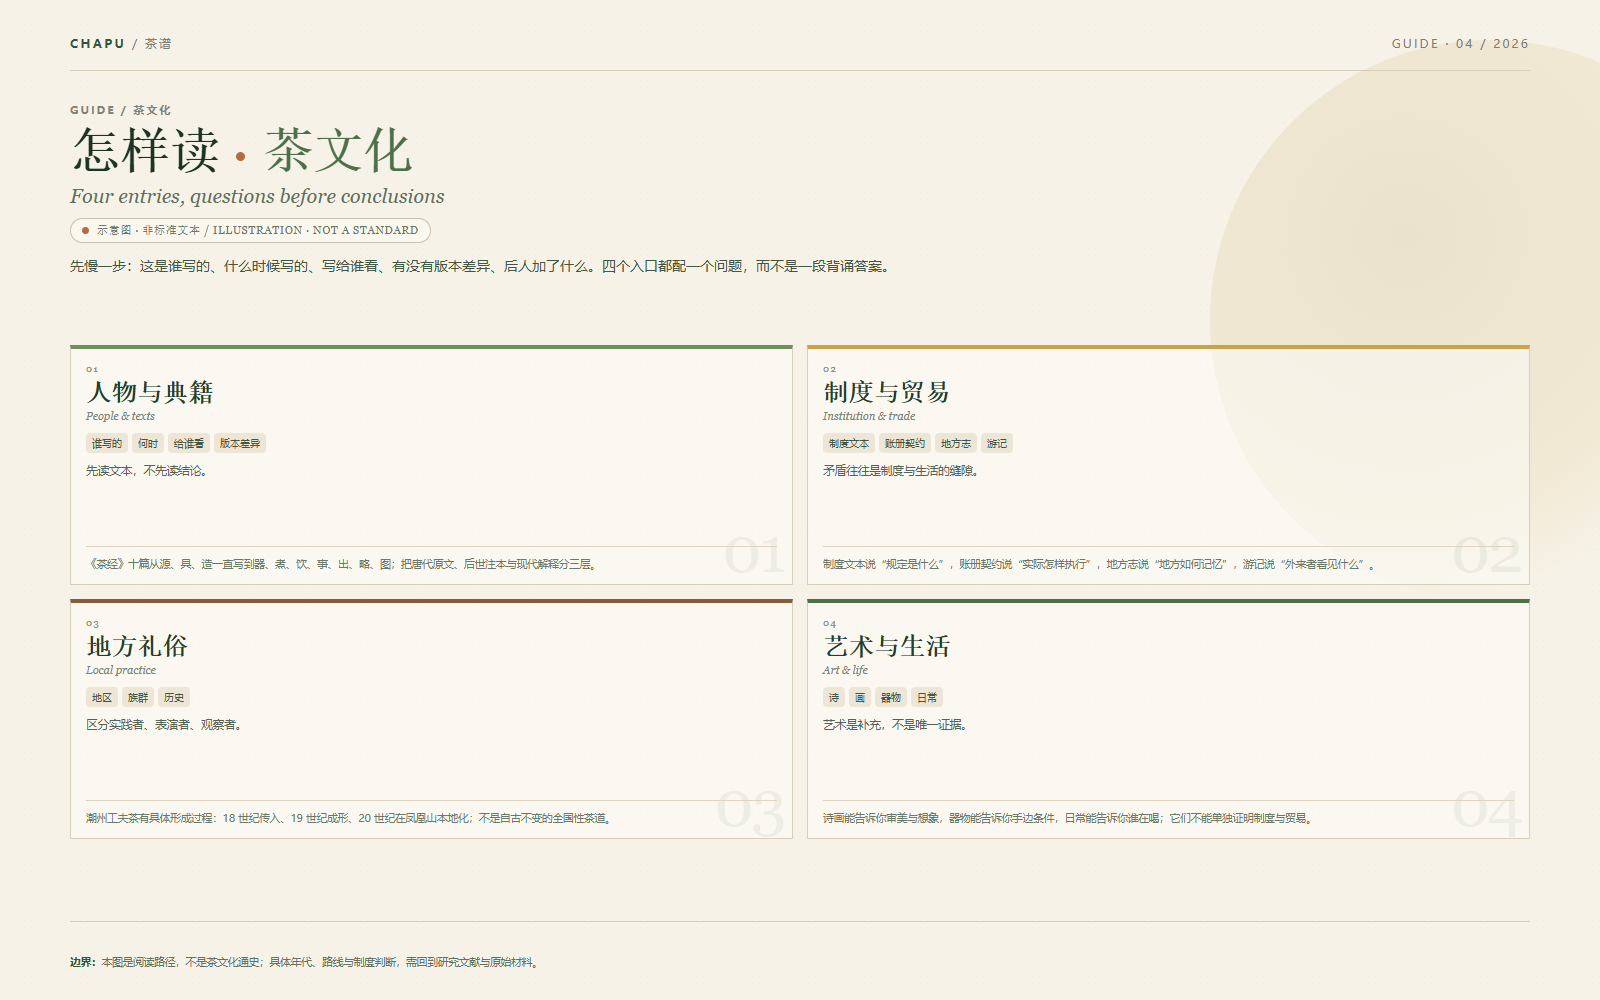 CHAPU / 茶谱
GUIDE · 04 / 2026
GUIDE / 茶文化
怎样读 · 茶文化
Four entries, questions before conclusions
示意图 · 非标准文本 / ILLUSTRATION · NOT A STANDARD
先慢一步：这是谁写的、什么时候写的、写给谁看、有没有版本差异、后人加了什么。四个入口都配一个问题，而不是一段背诵答案。
01
人物与典籍
People & texts
谁写的 何时 给谁看 版本差异
先读文本，不先读结论。
《茶经》十篇从源、具、造一直写到器、煮、饮、事、出、略、图；把唐代原文、后世注本与现代解释分三层。
01
02
制度与贸易
Institution & trade
制度文本 账册契约 地方志 游记
矛盾往往是制度与生活的缝隙。
制度文本说“规定是什么”，账册契约说“实际怎样执行”，地方志说“地方如何记忆”，游记说“外来者看见什么”。
02
03
地方礼俗
Local practice
地区 族群 历史
区分实践者、表演者、观察者。
潮州工夫茶有具体形成过程：18 世纪传入、19 世纪成形、20 世纪在凤凰山本地化；不是自古不变的全国性茶道。
03
04
艺术与生活
Art & life
诗 画 器物 日常
艺术是补充，不是唯一证据。
诗画能告诉你审美与想象，器物能告诉你手边条件，日常能告诉你谁在喝；它们不能单独证明制度与贸易。
04
边界：本图是阅读路径，不是茶文化通史；具体年代、路线与制度判断，需回到研究文献与原始材料。